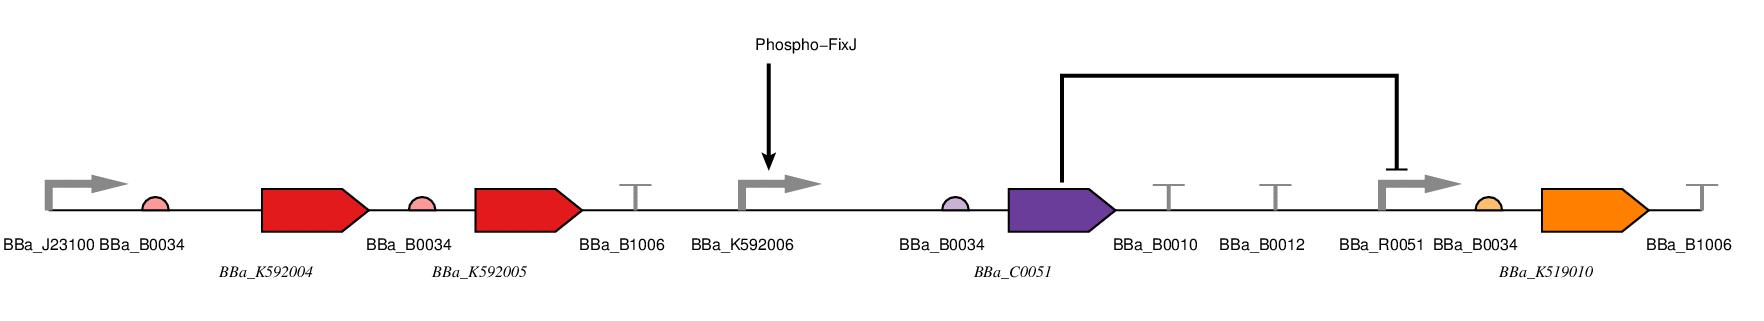 Phospho–FixJ
BBa_J23100 BBa_B0034 BBa_B0034 BBa_B1006 BBa_K592006 BBa_B0034 BBa_B0010 BBa_B0012 BBa_R0051 BBa_B0034 BBa_B1006
BBa_K592004 BBa_K592005 BBa_C0051 BBa_K519010